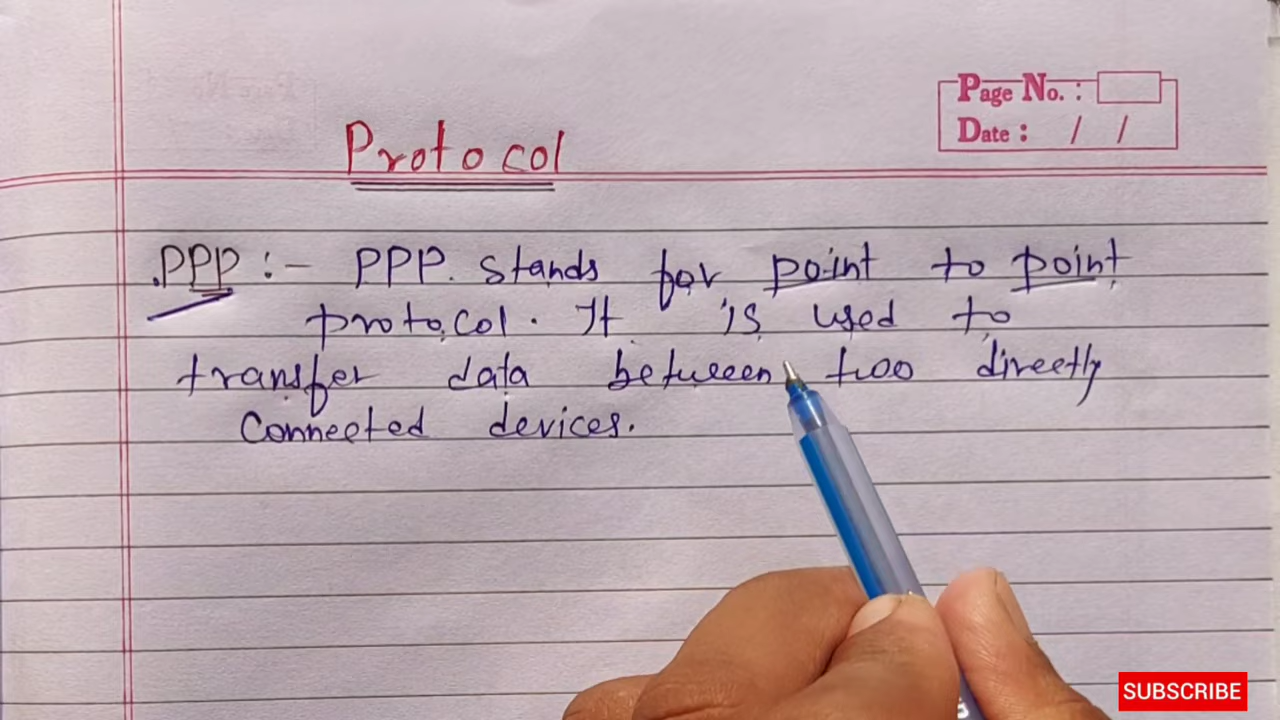 Page No. :
Date : / /
Protocol
.PPP :- PPP. Stands for point to point
protocol. It is used to
transfer data between two directly
Connected devices.
SUBSCRIBE